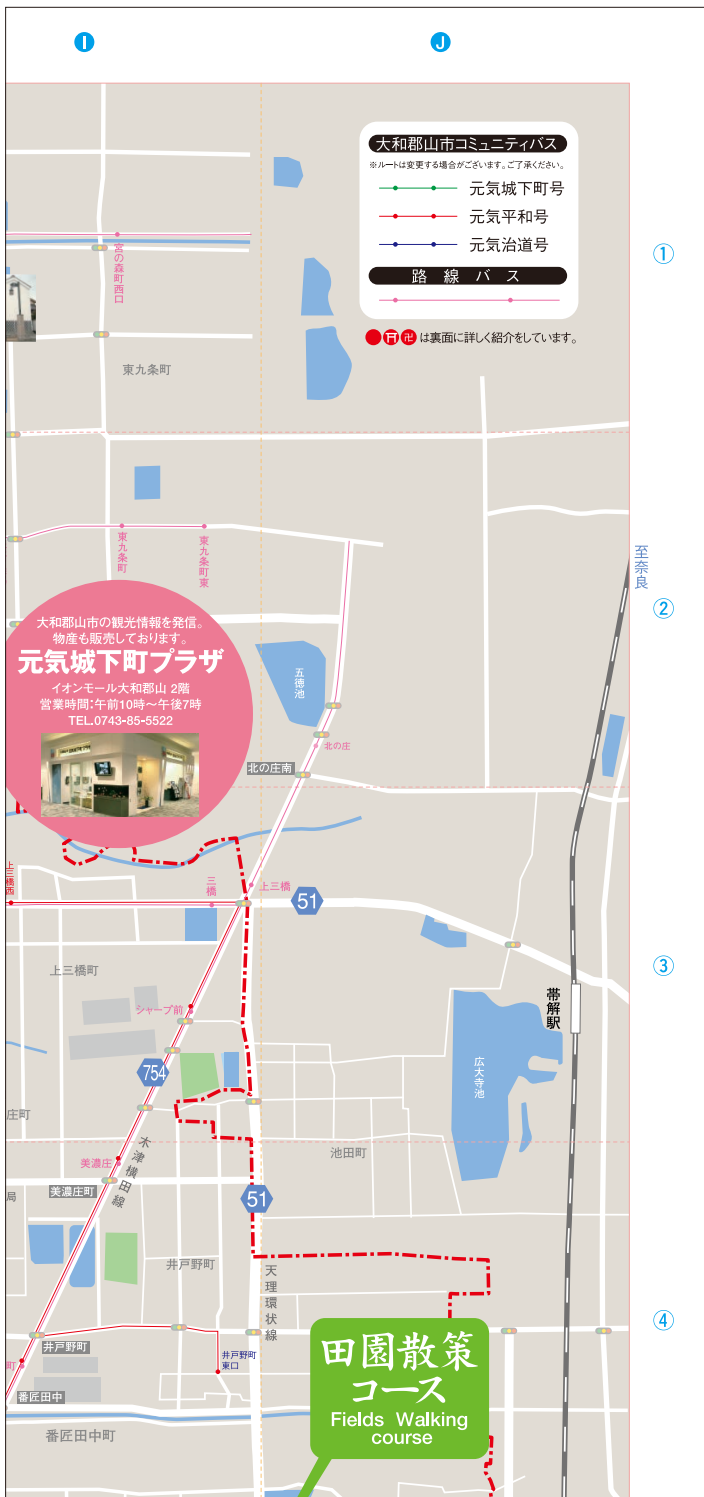 I
J
大和郡山市コミュニティバス
※ルートは変更する場合がございます。ご了承ください。
元気城下町号
元気平和号
元気治道号
路線バス
卍は裏面に詳しく紹介をしています。
①
宮の森町西口
東九条町
東九条町
東九条町東
至奈良
②
大和郡山市の観光情報を発信。
物産も販売しております。
元気城下町プラザ
イオンモール大和郡山 2階
営業時間:午前10時〜午後7時
TEL.0743-85-5522
五徳池
北の庄
北の庄南
上三橋西
三橋
上三橋
51
③
上三橋町
シャープ前
帯解駅
754
広大寺池
庄町
池田町
美濃庄
木津横田線
美濃庄町
局
51
井戸野町
天理環状線
④
井戸野町
井戸野町
東口
町
番匠田中
番匠田中町
田園散策
コース
Fields Walking
course